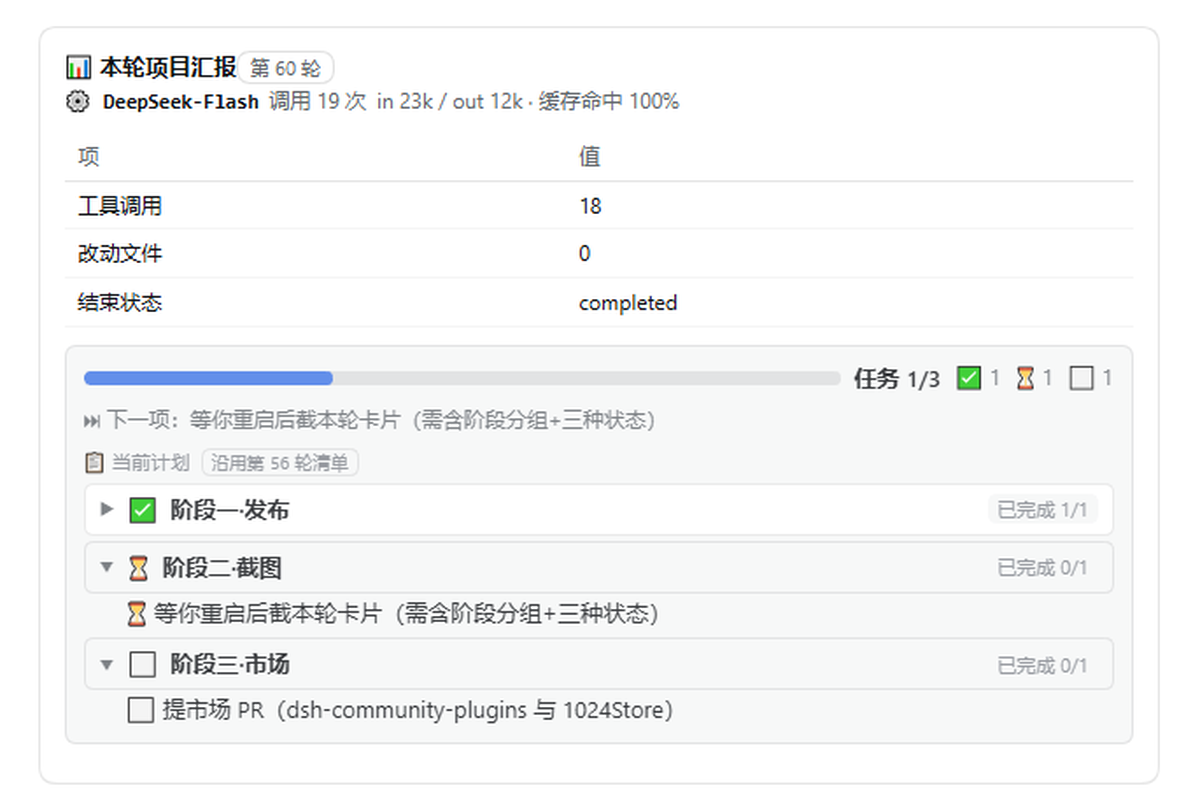 本轮项目汇报 第 60 轮
DeepSeek-Flash 调用 19 次 in 23k / out 12k · 缓存命中 100%
项 值
工具调用 18
改动文件 0
结束状态 completed
任务 1/3 ✅ 1 ⏳ 1 ☐ 1
⏭ 下一项：等你重启后截本轮卡片（需含阶段分组+三种状态）
📋 当前计划 沿用第 56 轮清单
▶ ✅ 阶段一·发布 已完成 1/1
▼ ⏳ 阶段二·截图 已完成 0/1
⏳ 等你重启后截本轮卡片（需含阶段分组+三种状态）
▼ ☐ 阶段三·市场 已完成 0/1
☐ 提市场 PR（dsh-community-plugins 与 1024Store）